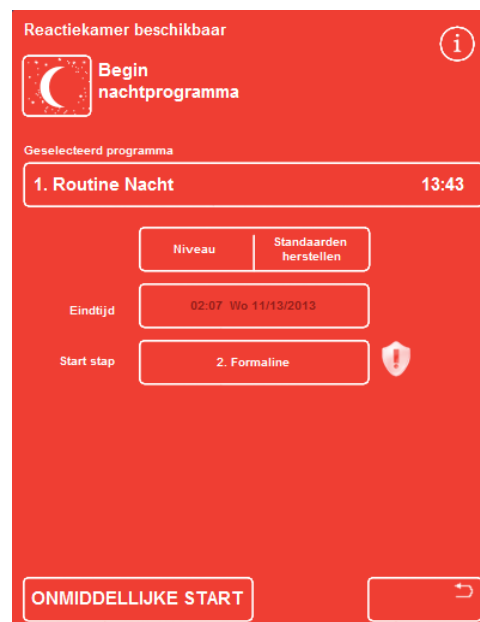 Reactiekamer beschikbaar
i
Begin
nachtprogramma
Geselecteerd programma
1. Routine Nacht 13:43
Niveau
Standaarden
herstellen
Eindtijd 02:07 Wo 11/13/2013
Start stap 2. Formaline
!
ONMIDDELLIJKE START